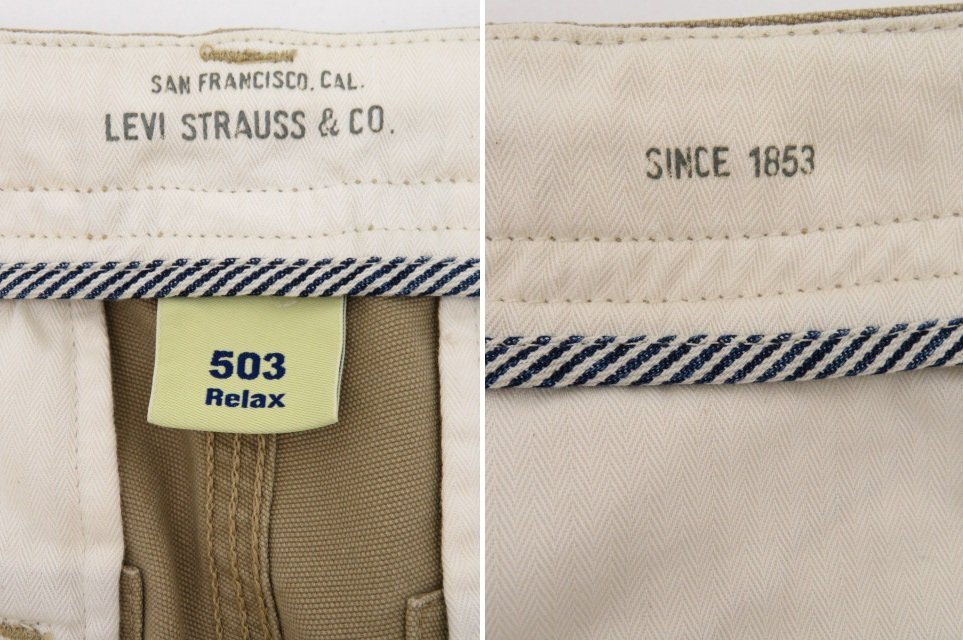 SAN FRANCISCO, CAL.
LEVI STRAUSS & CO.
503
Relax
SINCE 1853